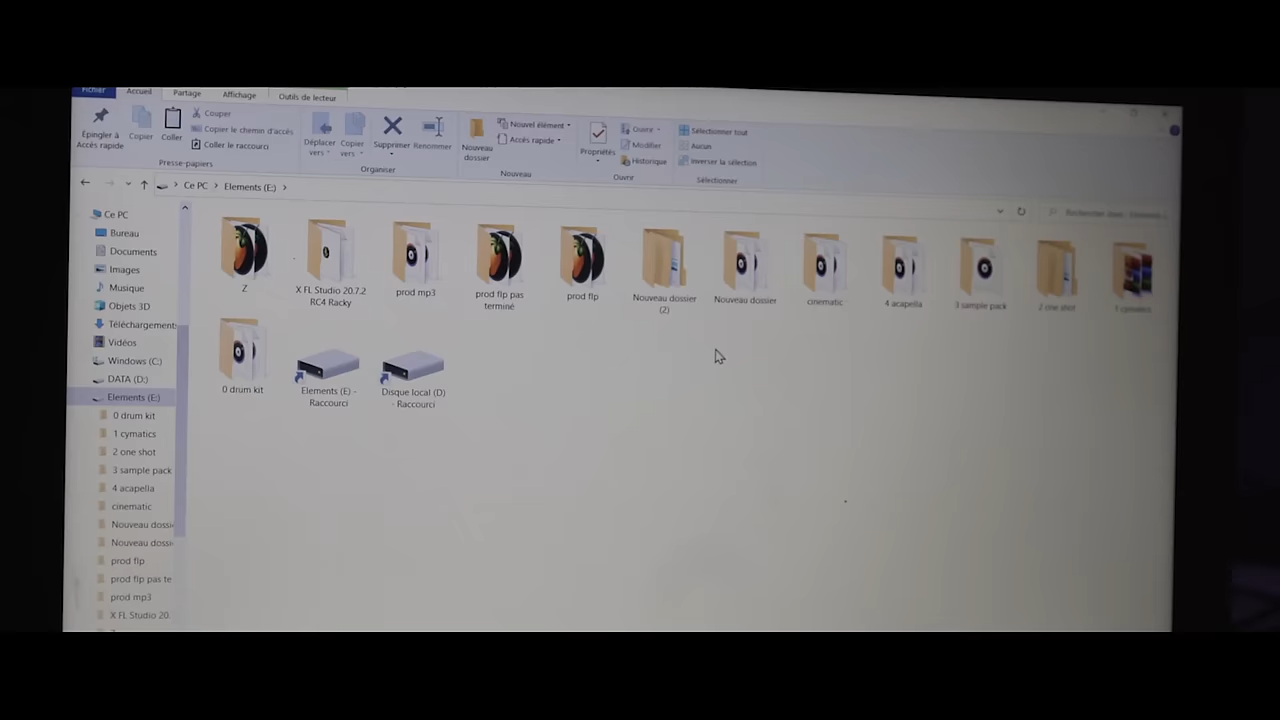 Fichier
Accueil
Partage
Affichage
Outils de lecteur
Épingler à
Accès rapide
Copier
Coller
Couper
Copier le chemin d'accès
Coller le raccourci
Presse-papiers
Déplacer
vers
Copier
vers
Supprimer
Renommer
Organiser
Nouveau
dossier
Nouvel élément
Accès rapide
Nouveau
Propriétés
Ouvrir
Modifier
Historique
Ouvrir
Sélectionner tout
Aucun
Inverser la sélection
Sélectionner
Ce PC > Elements (E:) >
Ce PC
Bureau
Documents
Images
Musique
Objets 3D
Téléchargements
Vidéos
Windows (C:)
DATA (D:)
Elements (E:)
0 drum kit
1 cymatics
2 one shot
3 sample pack
4 acapella
cinematic
Nouveau dossi
Nouveau dossi
prod flp
prod flp pas te
prod mp3
X FL Studio 20.
Z
X FL Studio 20.7.2
RC4 Racky
prod mp3
prod flp pas
terminé
prod flp
Nouveau dossier
(2)
Nouveau dossier
cinematic
4 acapella
3 sample pack
2 one shot
1 cymatics
0 drum kit
Elements (E) -
Raccourci
Disque local (D)
- Raccourci